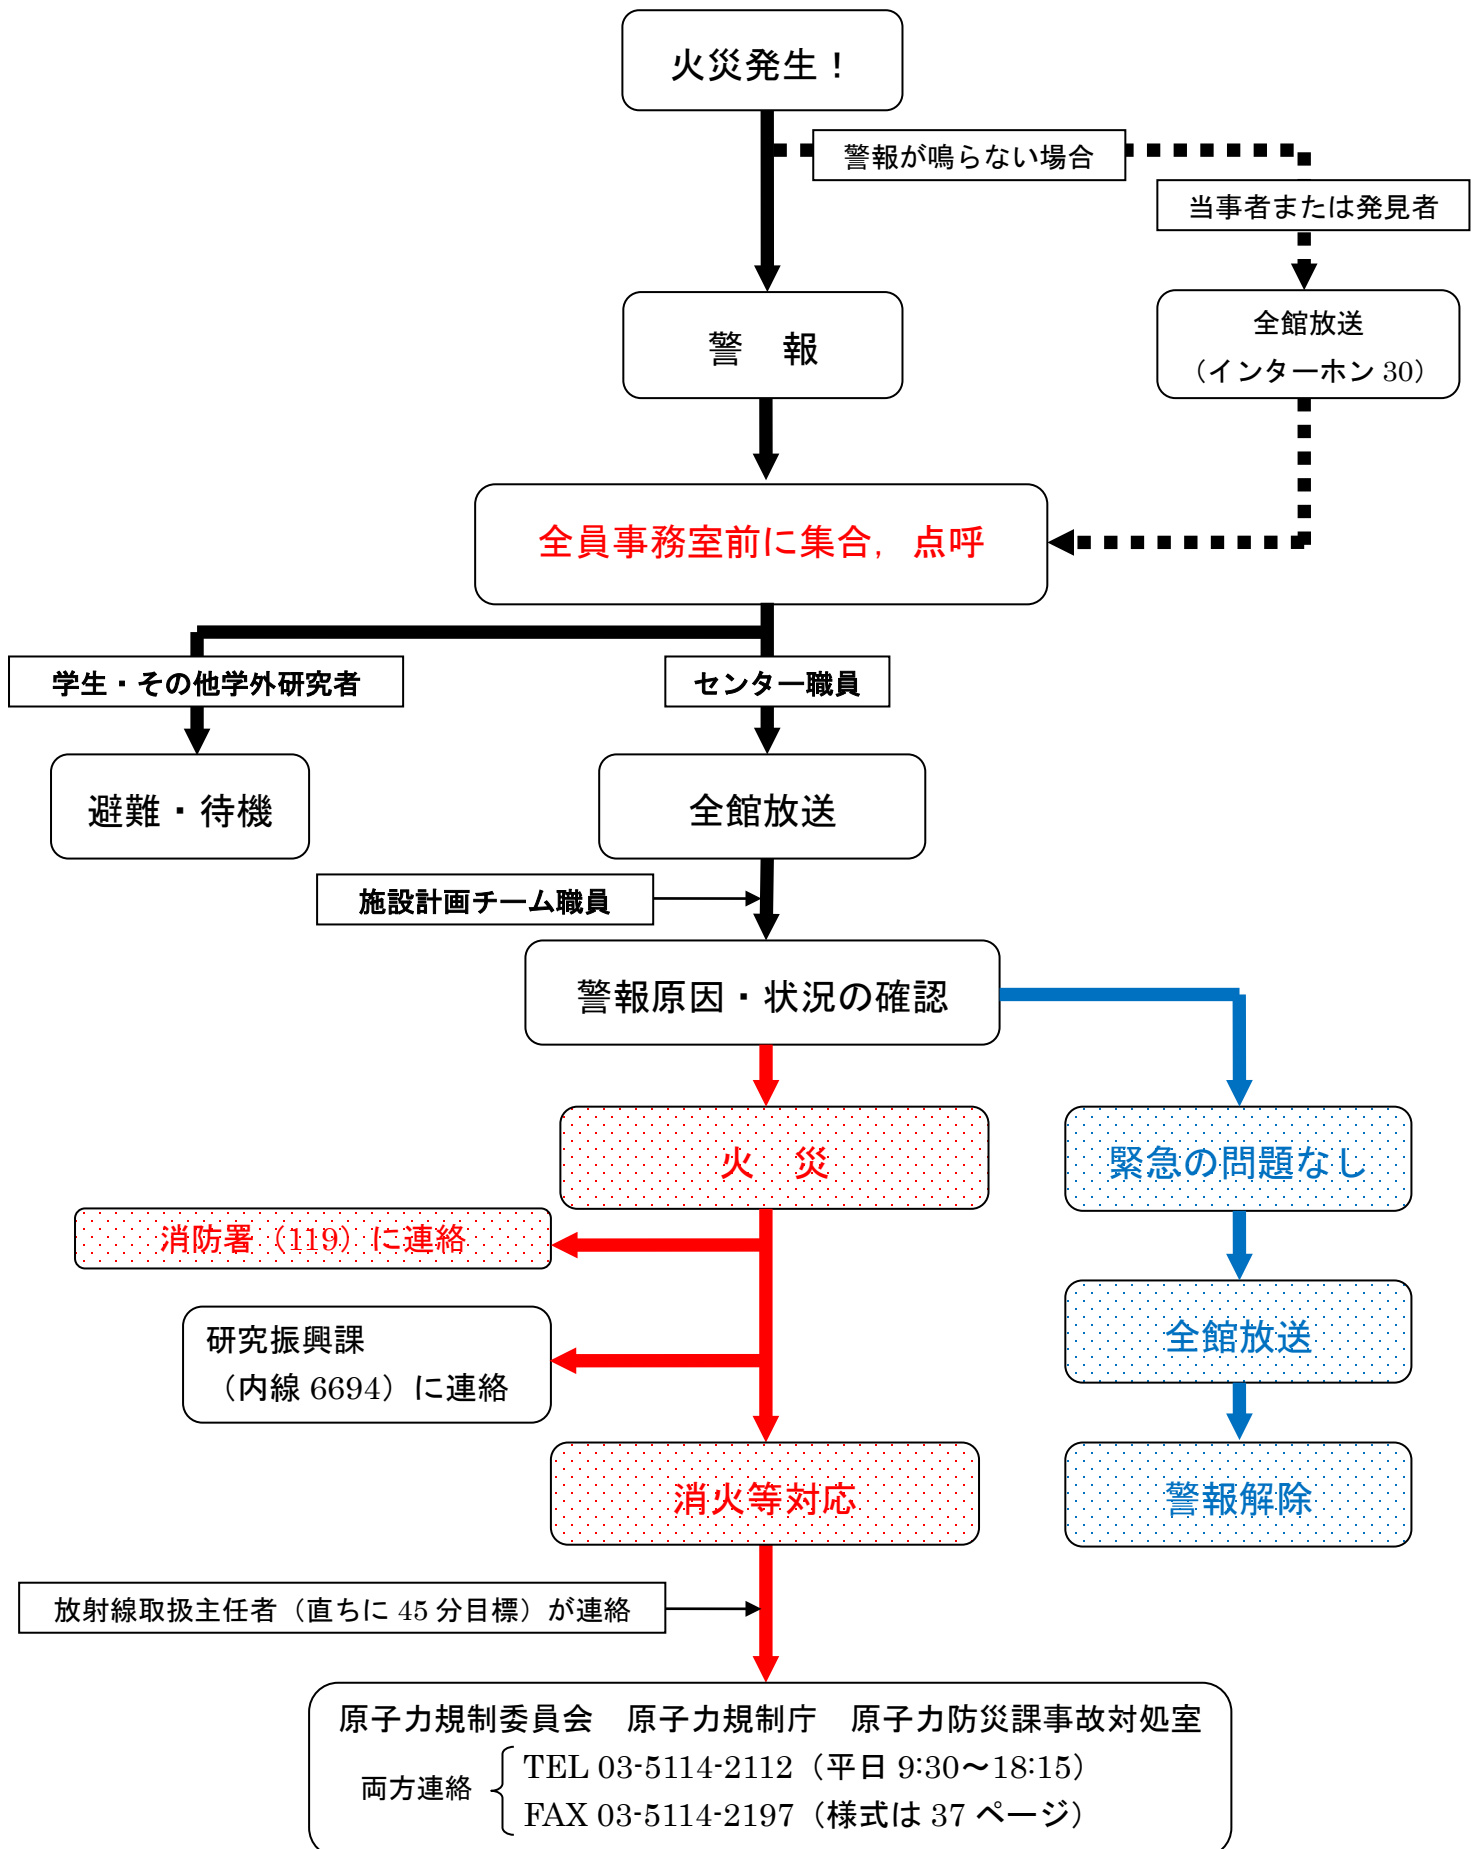 火災発生！
警報が鳴らない場合
当事者または発見者
警　報
全館放送
（インターホン 30）
全員事務室前に集合，点呼
学生・その他学外研究者
センター職員
避難・待機
全館放送
施設計画チーム職員
警報原因・状況の確認
火　災
緊急の問題なし
消防署（119）に連絡
全館放送
研究振興課
（内線 6694）に連絡
消火等対応
警報解除
放射線取扱主任者（直ちに 45 分目標）が連絡
原子力規制委員会　原子力規制庁　原子力防災課事故対処室
両方連絡
TEL 03-5114-2112（平日 9:30～18:15）
FAX 03-5114-2197（様式は 37 ページ）